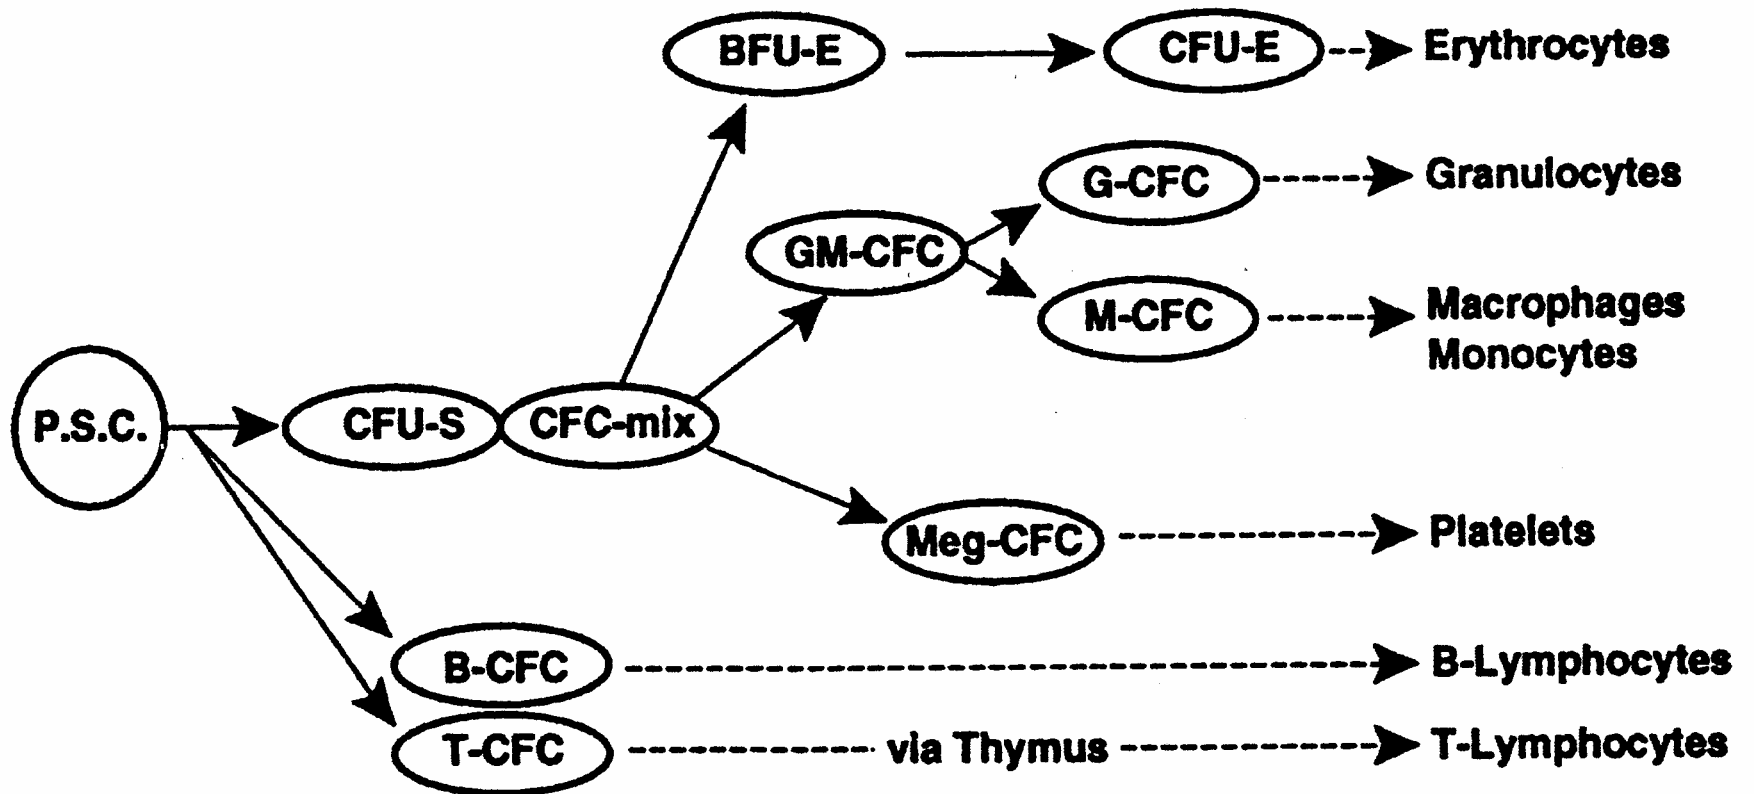 BFU-E
CFU-E
Erythrocytes
G-CFC
Granulocytes
GM-CFC
M-CFC
Macrophages
Monocytes
P.S.C.
CFU-S
CFC-mix
Meg-CFC
Platelets
B-CFC
B-Lymphocytes
T-CFC
via Thymus
T-Lymphocytes